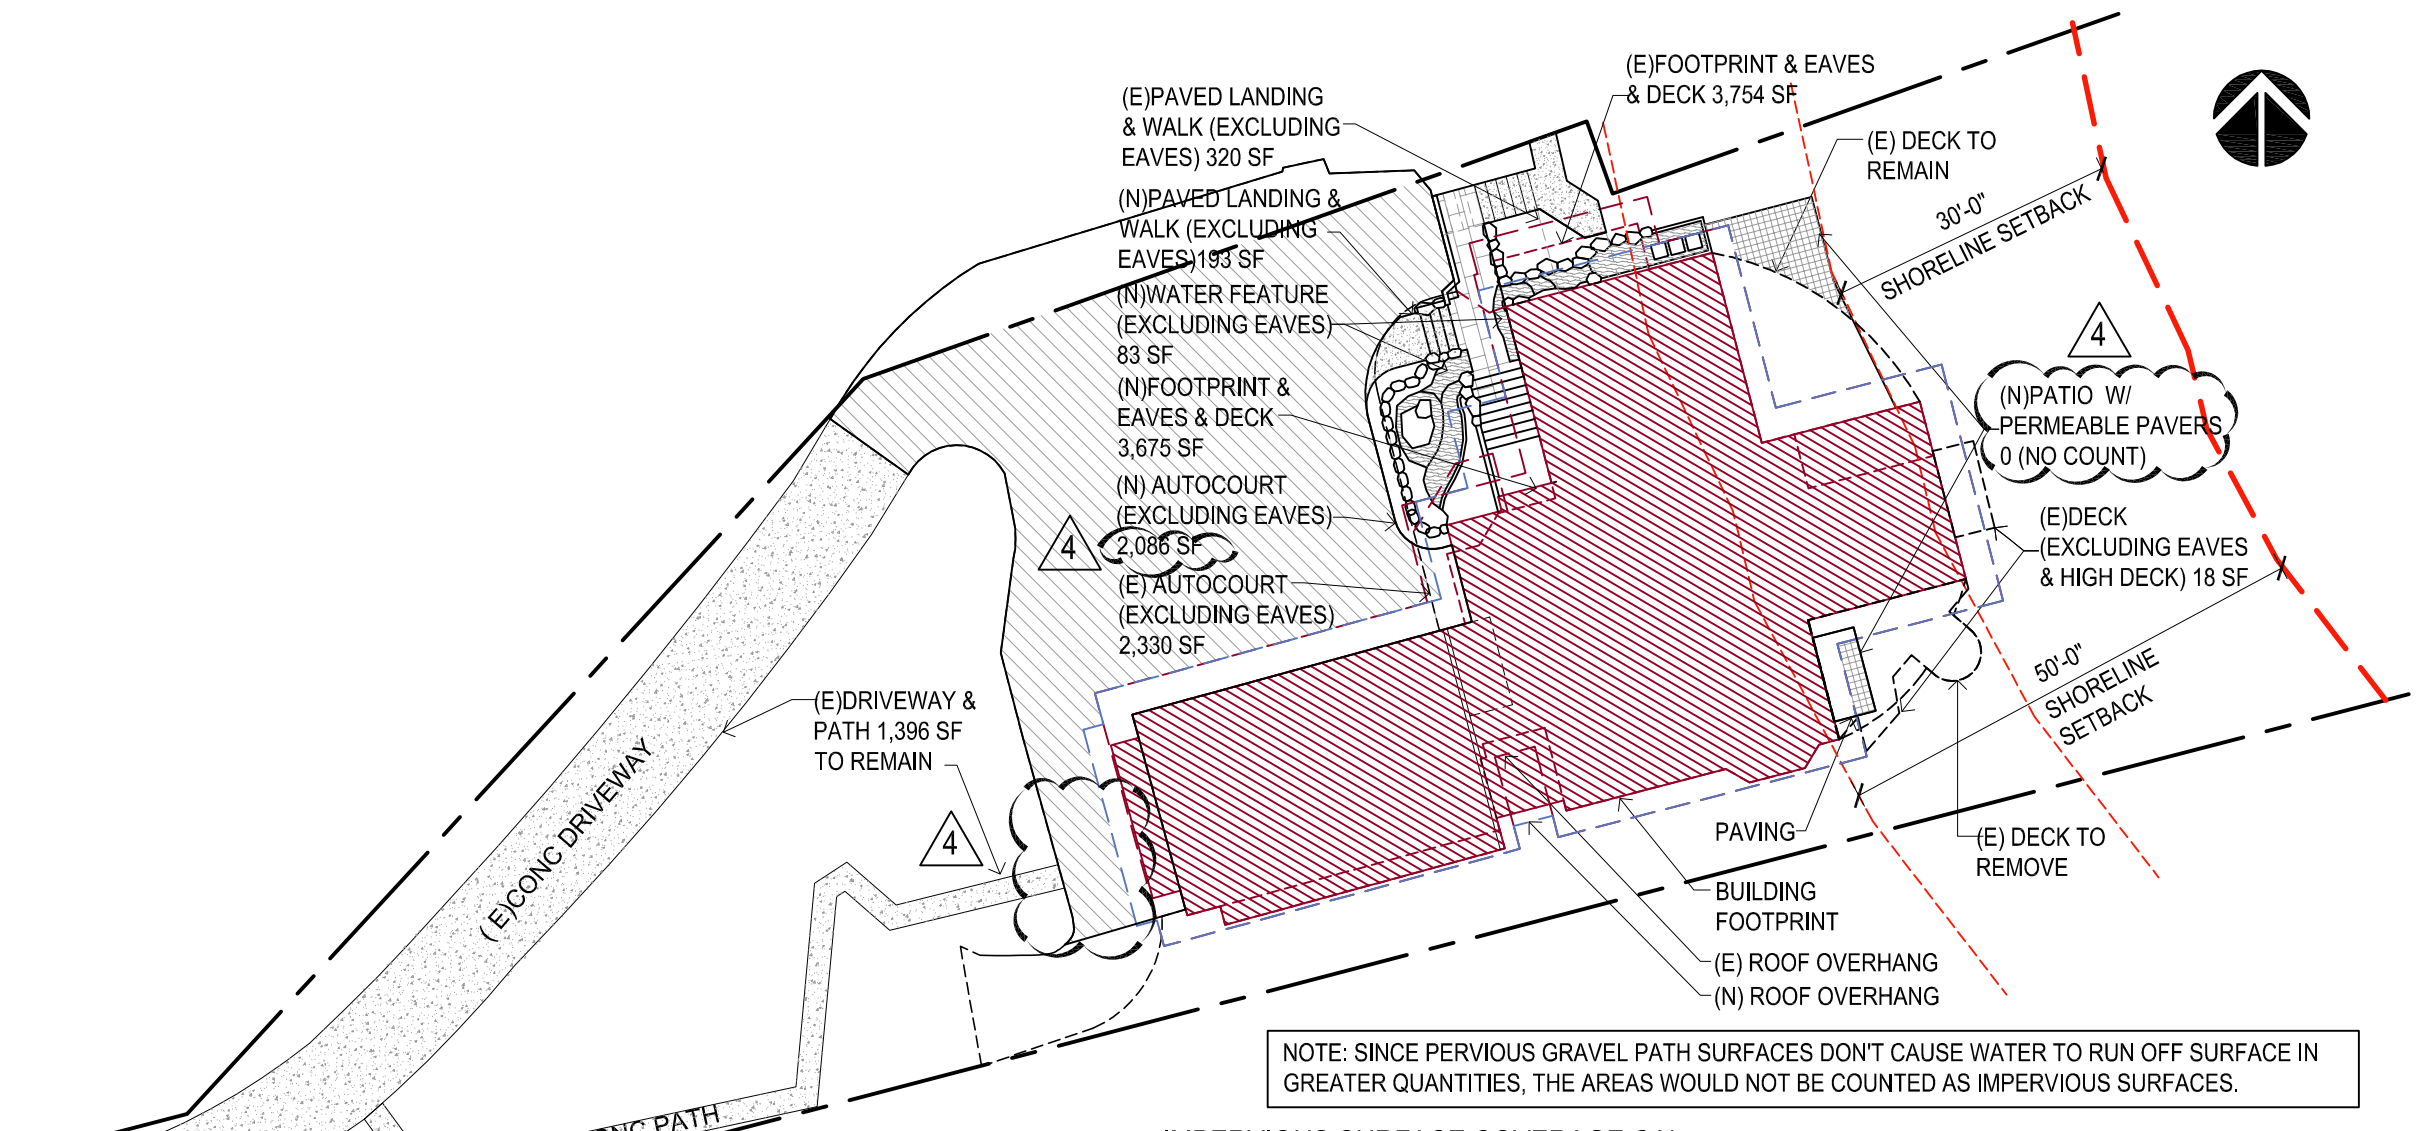 (E)PAVED LANDING
& WALK (EXCLUDING
EAVES) 320 SF
(N)PAVED LANDING &
WALK (EXCLUDING
EAVES)193 SF
(N)WATER FEATURE
(EXCLUDING EAVES)
83 SF
(N)FOOTPRINT &
EAVES & DECK
3,675 SF
(N) AUTOCOURT
(EXCLUDING EAVES)
2,086 SF
4
(E) AUTOCOURT
(EXCLUDING EAVES)
2,330 SF
(E)FOOTPRINT & EAVES
& DECK 3,754 SF
(E) DECK TO
REMAIN
30'-0"
SHORELINE SETBACK
4
(N)PATIO W/
PERMEABLE PAVERS
0 (NO COUNT)
(E)DECK
(EXCLUDING EAVES
& HIGH DECK) 18 SF
50'-0"
SHORELINE
SETBACK
(E)DRIVEWAY &
PATH 1,396 SF
TO REMAIN
4
(E)CONC DRIVEWAY
PAVING
(E) DECK TO
REMOVE
BUILDING
FOOTPRINT
(E) ROOF OVERHANG
(N) ROOF OVERHANG
NOTE: SINCE PERVIOUS GRAVEL PATH SURFACES DON'T CAUSE WATER TO RUN OFF SURFACE IN
GREATER QUANTITIES, THE AREAS WOULD NOT BE COUNTED AS IMPERVIOUS SURFACES.
PATH